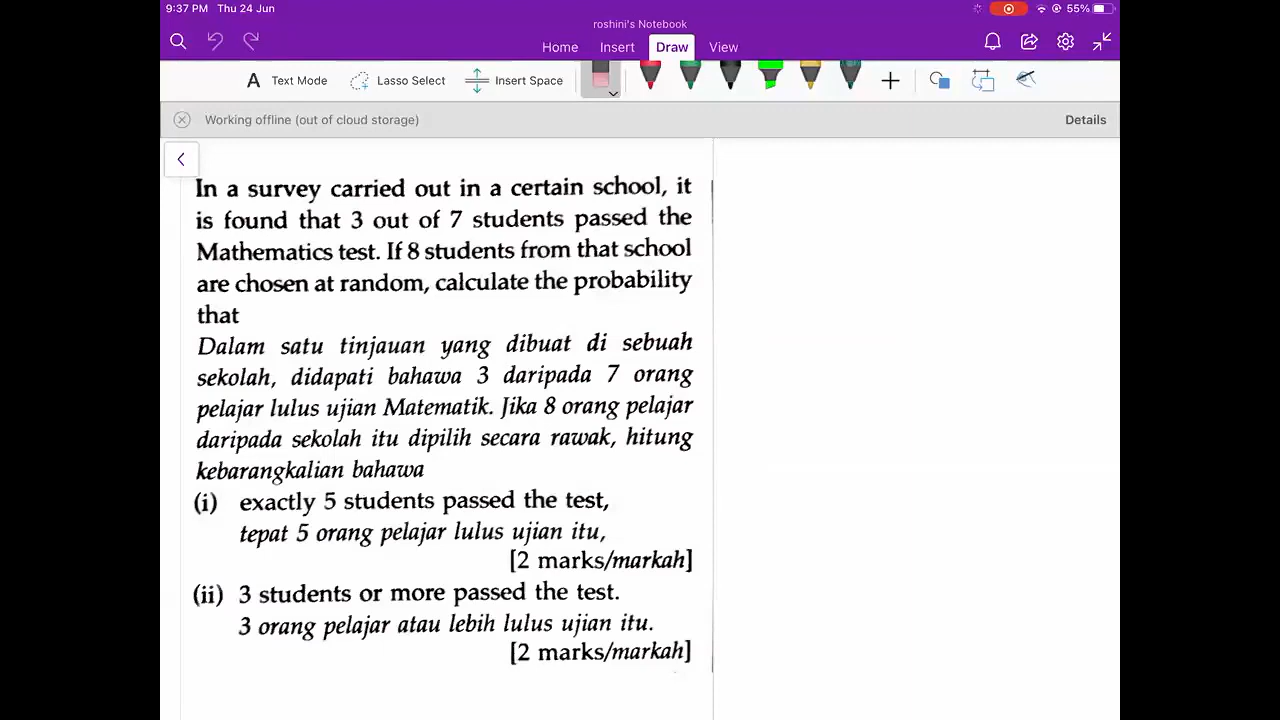 9:37 PM Thu 24 Jun
55%
roshini's Notebook
Home Insert Draw View
A Text Mode Lasso Select Insert Space
Working offline (out of cloud storage) Details
In a survey carried out in a certain school, it
is found that 3 out of 7 students passed the
Mathematics test. If 8 students from that school
are chosen at random, calculate the probability
that
Dalam satu tinjauan yang dibuat di sebuah
sekolah, didapati bahawa 3 daripada 7 orang
pelajar lulus ujian Matematik. Jika 8 orang pelajar
daripada sekolah itu dipilih secara rawak, hitung
kebarangkalian bahawa
(i) exactly 5 students passed the test,
tepat 5 orang pelajar lulus ujian itu,
[2 marks/markah]
(ii) 3 students or more passed the test.
3 orang pelajar atau lebih lulus ujian itu.
[2 marks/markah]